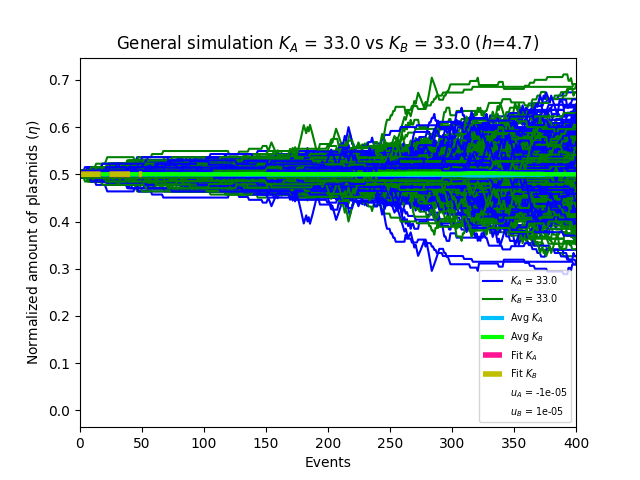 General simulation K_A = 33.0 vs K_B = 33.0 (h=4.7)
Normalized amount of plasmids (η)
0.7
0.6
0.5
0.4
0.3
0.2
0.1
0.0
K_A = 33.0
K_B = 33.0
Avg K_A
Avg K_B
Fit K_A
Fit K_B
u_A = -1e-05
u_B = 1e-05
0 50 100 150 200 250 300 350 400
Events